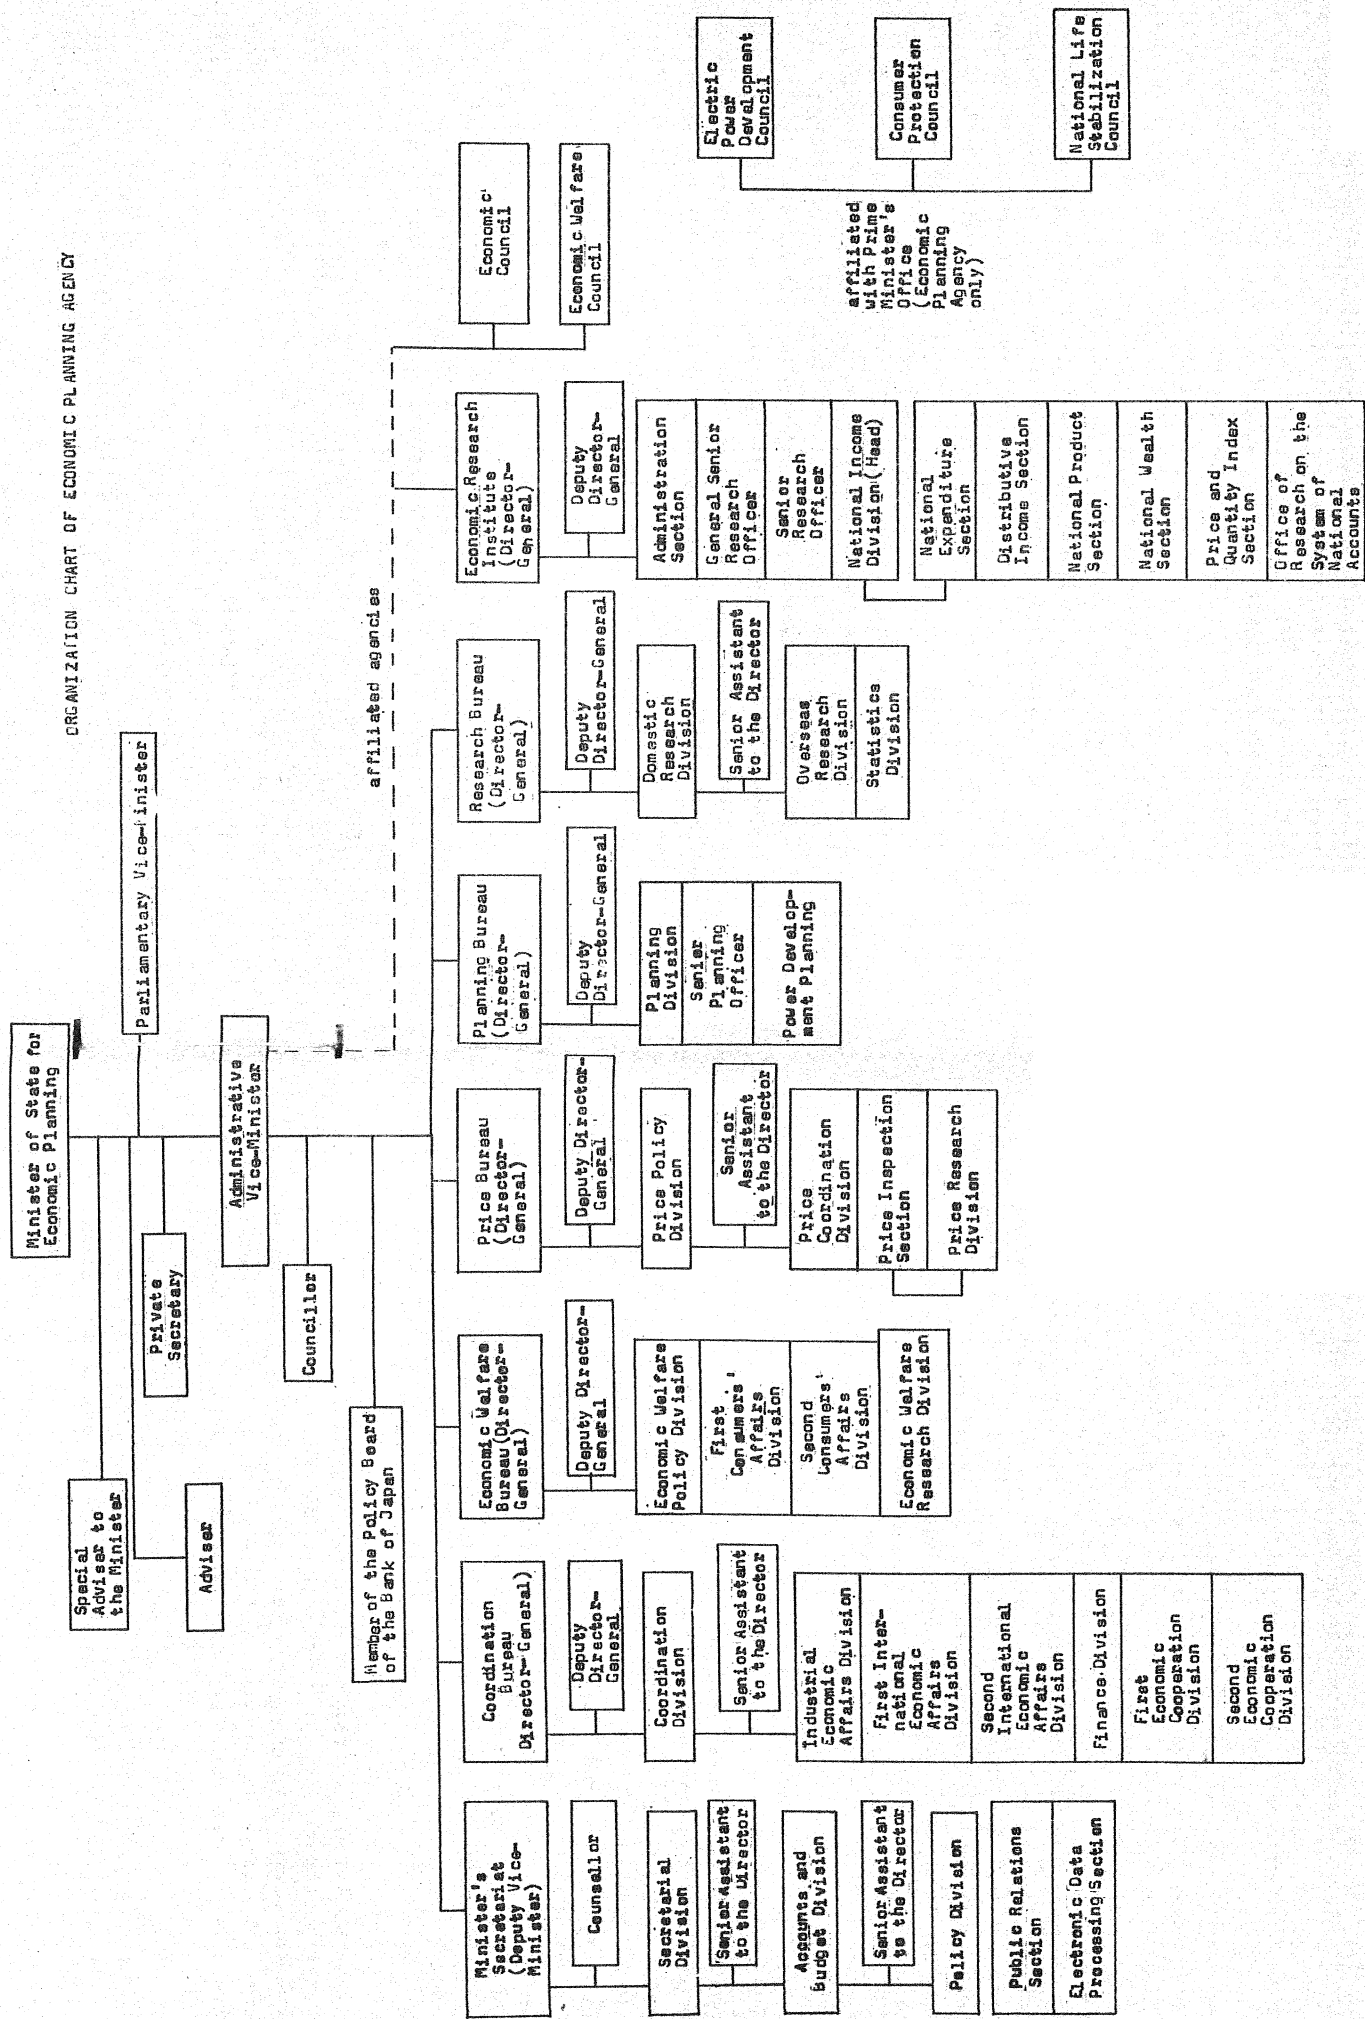 ORGANIZATION CHART OF ECONOMIC PLANNING AGENCY
Minister of State for
Economic Planning
Special
Adviser to
the Minister
Parliamentary Vice-Minister
Adviser
Private
Secretary
Administrative
Vice-Minister
Councillor
Member of the Policy Board
of the Bank of Japan
affiliated agencies
Minister's
Secretariat
(Deputy Vice-
Minister)
Counsellor
Secretarial
Division
Senior Assistant
to the Director
Accounts and
Budget Division
Senior Assistant
to the Director
Policy Division
Public Relations
Section
Electronic Data
Processing Section
Coordination
Bureau
Director-General)
Deputy
Director-
General
Coordination
Division
Senior Assistant
to the Director
Industrial
Economic
Affairs Division
First Inter-
national
Economic
Affairs
Division
Second
International
Economic
Affairs
Division
Finance Division
First
Economic
Cooperation
Division
Second
Economic
Cooperation
Division
Economic Welfare
Bureau (Director-
General)
Deputy Director-
General
Economic Welfare
Policy Division
First
Consumers'
Affairs
Division
Second
Consumers'
Affairs
Division
Economic Welfare
Research Division
Price Bureau
(Director-
General)
Deputy Director-
General
Price Policy
Division
Senior
Assistant
to the Director
Price
Coordination
Division
Price Inspection
Section
Price Research
Division
Planning Bureau
(Director-
General)
Deputy
Director-General
Planning
Division
Senier
Planning
Officer
Power Develop-
ment Planning
Research Bureau
(Director-
General)
Deputy
Director-General
Domestic
Research
Division
Senior Assistant
to the Director
Overseas
Research
Division
Statistics
Division
Economic Research
Institute
(Director-
General)
Deputy
Director-
General
Administration
Section
General Senior
Research
Officer
Senior
Research
Officer
National Income
Division (Head)
National
Expenditure
Section
Distributive
Income Section
National Product
Section
National Wealth
Section
Price and
Quantity Index
Section
Office of
Research on the
System of
National
Accounts
Economic
Council
Economic Welfare
Council
affiliated
with Prime
Minister's
Office
(Economic
Planning
Agency
only)
Electric
Power
Development
Council
Consumer
Protection
Council
National Life
Stabilization
Council